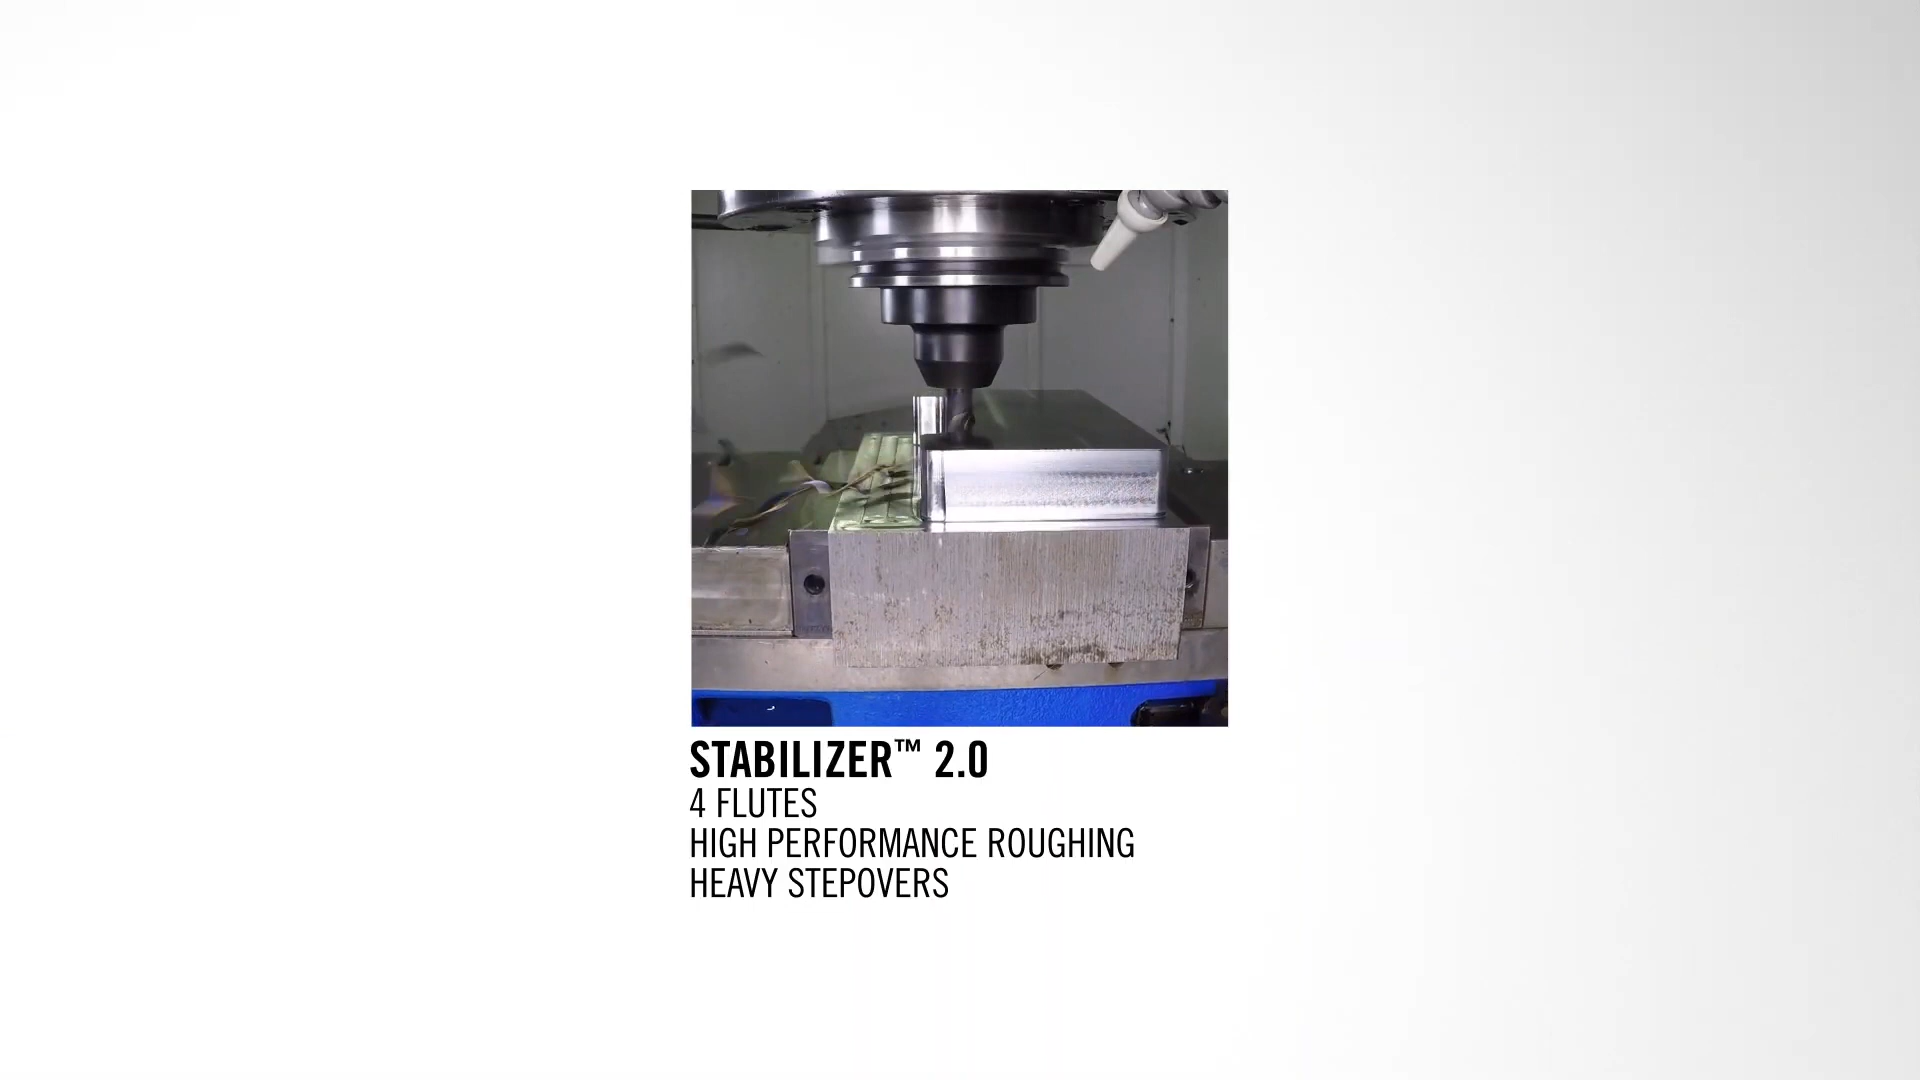 STABILIZER™ 2.0
4 FLUTES
HIGH PERFORMANCE ROUGHING
HEAVY STEPOVERS